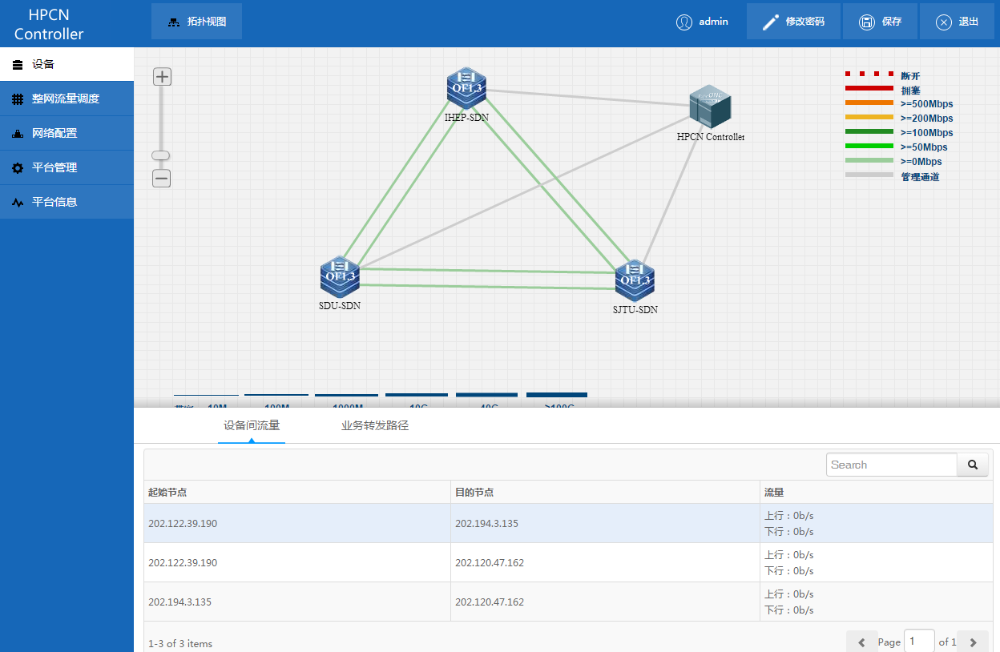 HPCN
Controller
拓扑视图
admin
修改密码
保存
退出
设备
整网流量调度
网络配置
平台管理
平台信息
OF1.3
IHEP-SDN
HPCN Controller
OF1.3
SDU-SDN
OF1.3
SJTU-SDN
断开
拥塞
>=500Mbps
>=200Mbps
>=100Mbps
>=50Mbps
>=0Mbps
管理通道
10M
100M
1000M
10G
40G
>100G
设备间流量
业务转发路径
Search
起始节点 目的节点 流量
202.122.39.190 202.194.3.135 上行：0b/s
下行：0b/s
202.122.39.190 202.120.47.162 上行：0b/s
下行：0b/s
202.194.3.135 202.120.47.162 上行：0b/s
下行：0b/s
1-3 of 3 items
Page 1 of 1